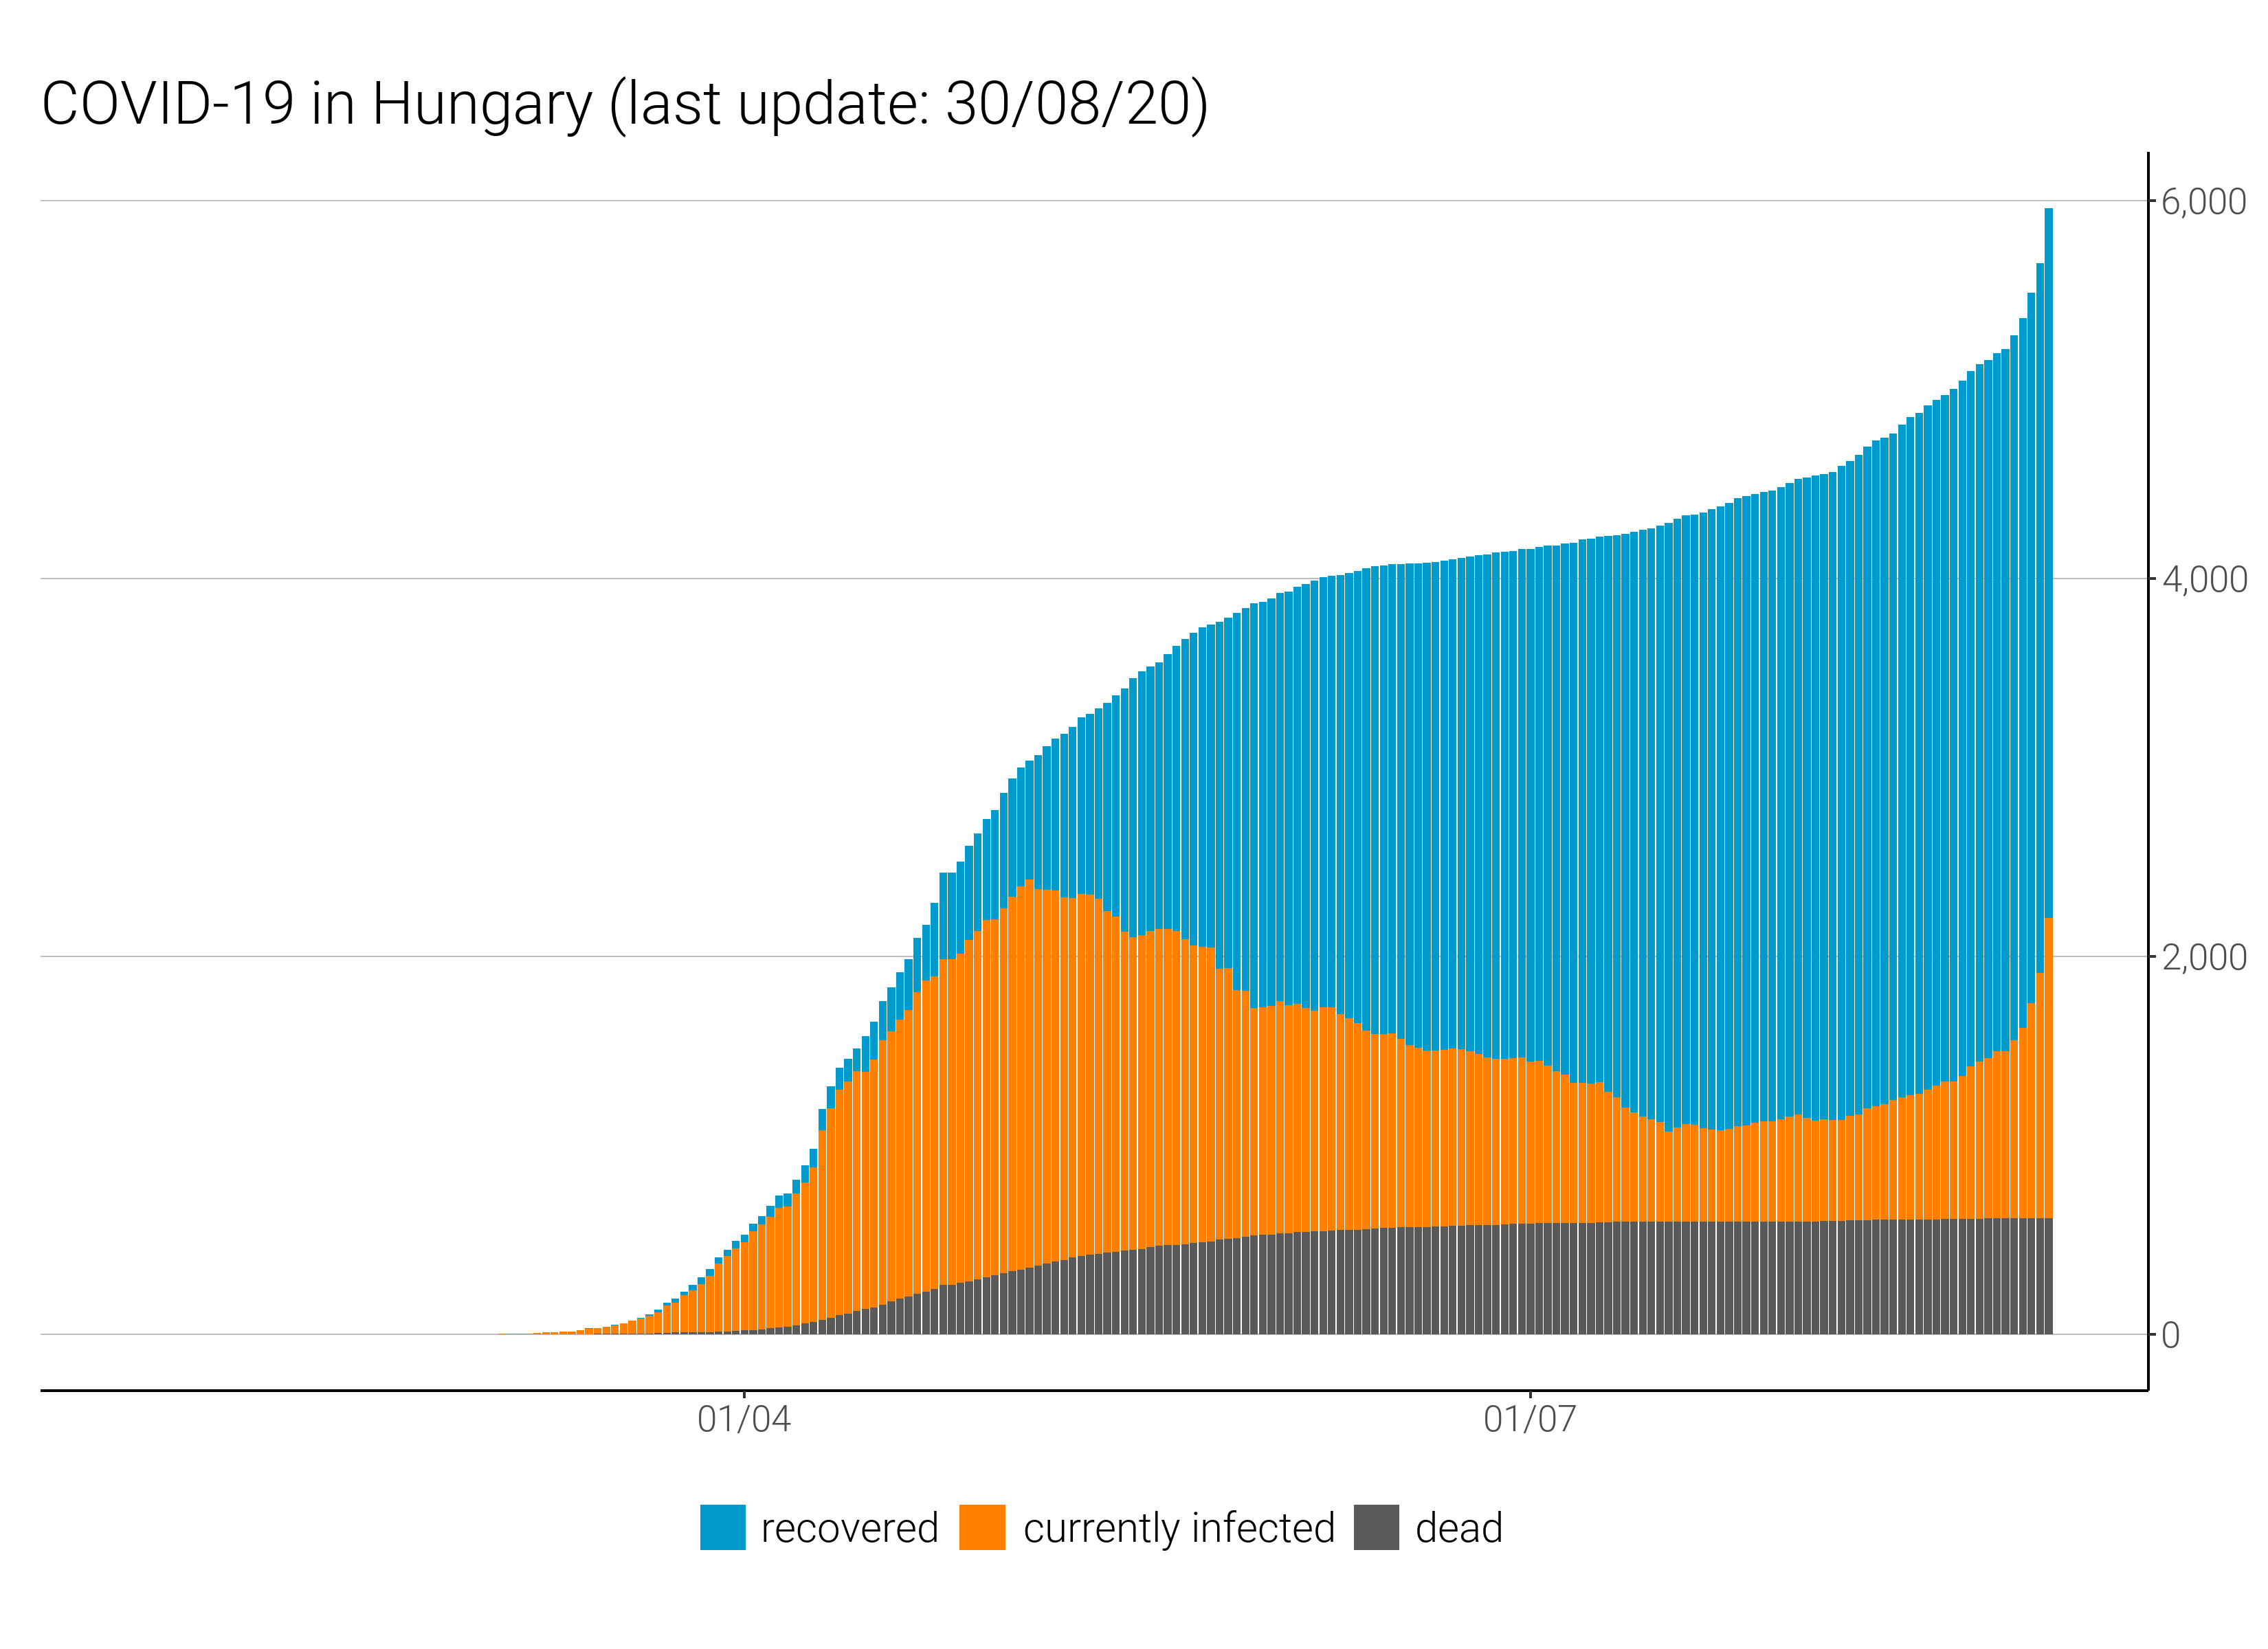 COVID-19 in Hungary (last update: 30/08/20)
6,000
4,000
2,000
0
01/04 01/07
recovered currently infected dead